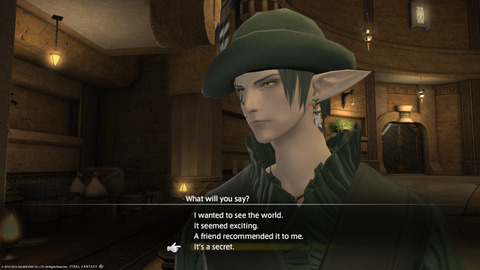 What will you say?
I wanted to see the world.
It seemed exciting.
A friend recommended it to me.
It's a secret.
FINAL FANTASY XIV